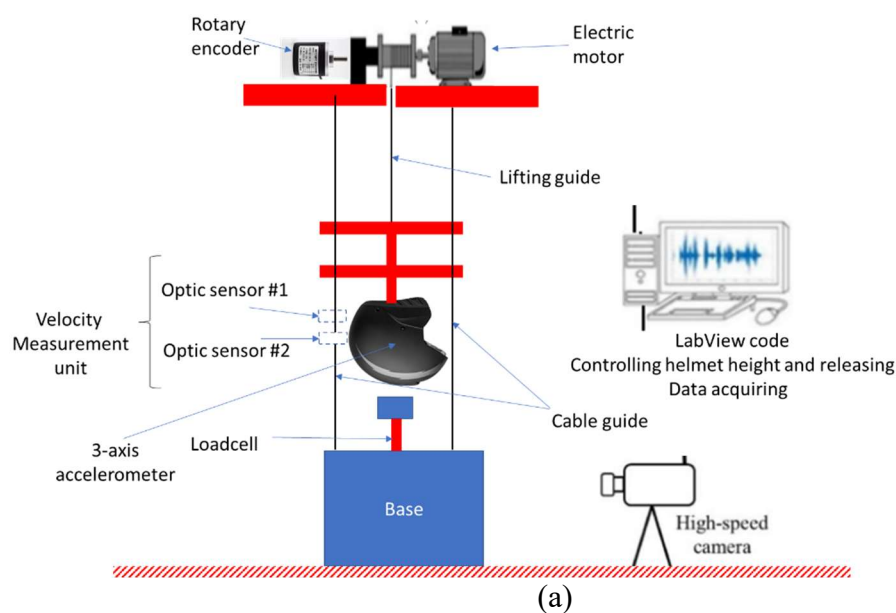 Rotary
encoder
Electric
motor
Lifting guide
Optic sensor #1
Velocity
Measurement
unit
Optic sensor #2
LabView code
Controlling helmet height and releasing
Data acquiring
Cable guide
3-axis
accelerometer
Loadcell
Base
High-speed
camera
(a)